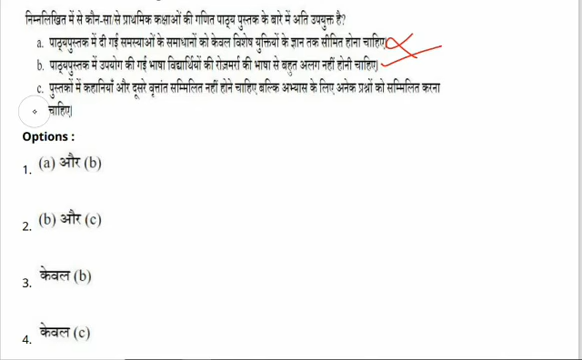 निम्नलिखित में से कौन-सा/से प्राथमिक कक्षाओं की गणित पाठ्य पुस्तक के बारे में अति उपयुक्त है?
a. पाठ्यपुस्तक में दी गई समस्याओं के समाधानों को केवल विशेष युक्तियों के ज्ञान तक सीमित होना चाहिए।
b. पाठ्यपुस्तक में उपयोग की गई भाषा विद्यार्थियों की रोज़मर्रा की भाषा से बहुत अलग नहीं होनी चाहिए।
c. पुस्तकों में कहानियाँ और दूसरे वृत्तांत सम्मिलित नहीं होने चाहिए बल्कि अभ्यास के लिए अनेक प्रश्नों को सम्मिलित करना
चाहिए।
Options :
1. (a) और (b)
2. (b) और (c)
3. केवल (b)
4. केवल (c)